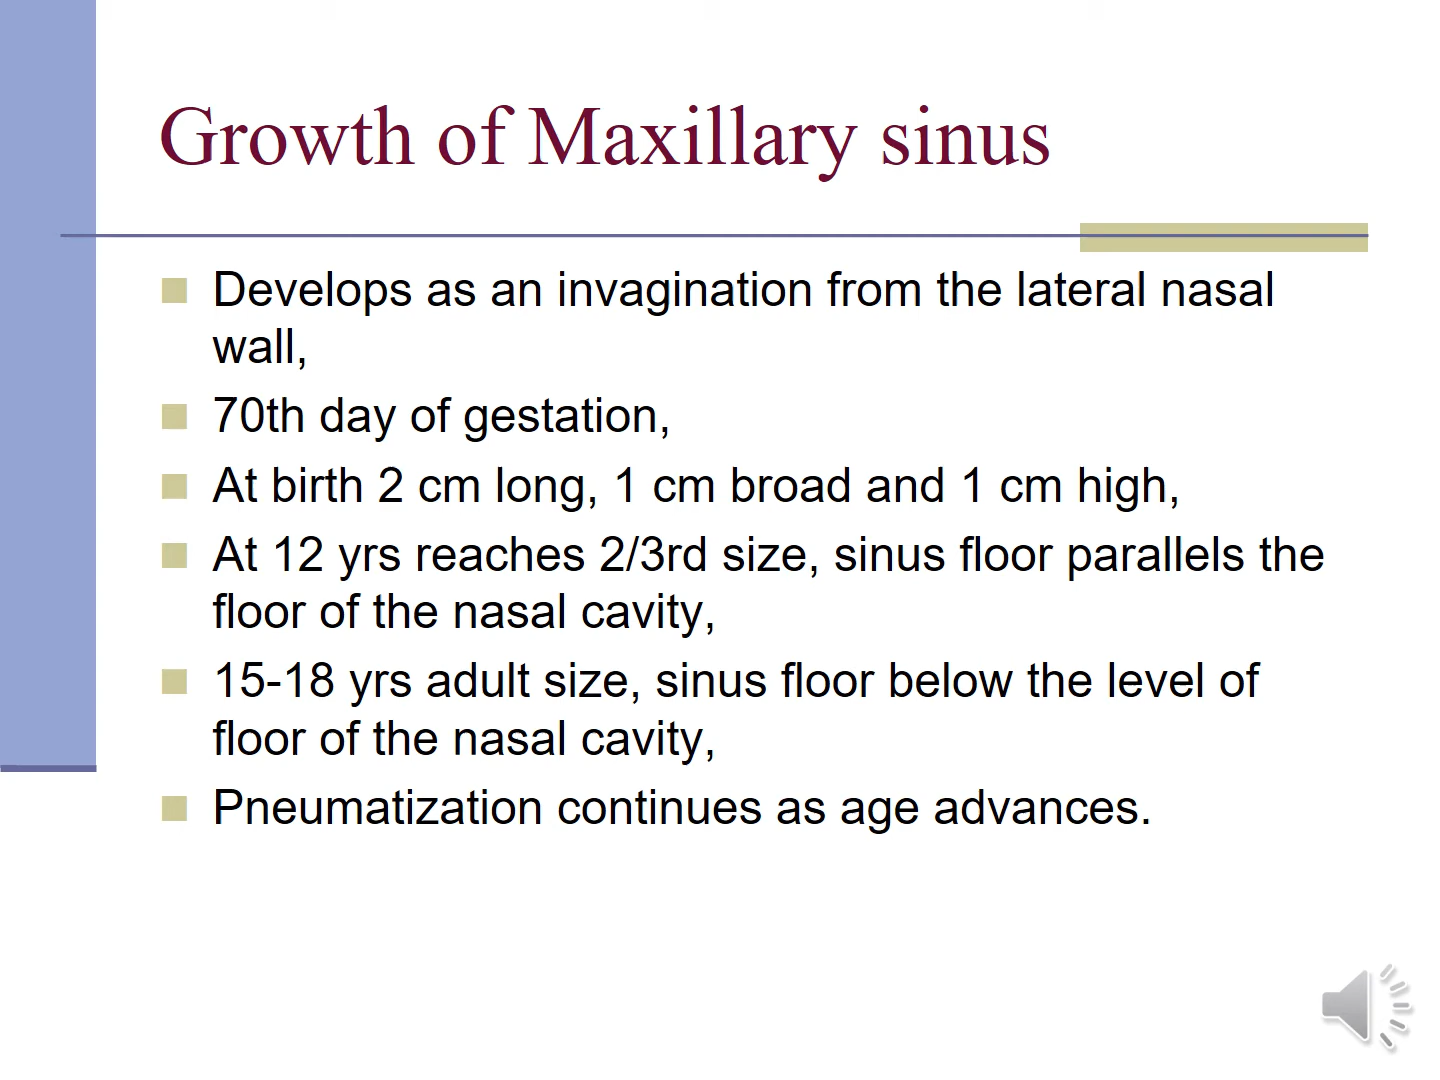 Growth of Maxillary sinus
Develops as an invagination from the lateral nasal
wall,
70th day of gestation,
At birth 2 cm long, 1 cm broad and 1 cm high,
At 12 yrs reaches 2/3rd size, sinus floor parallels the
floor of the nasal cavity,
15-18 yrs adult size, sinus floor below the level of
floor of the nasal cavity,
Pneumatization continues as age advances.